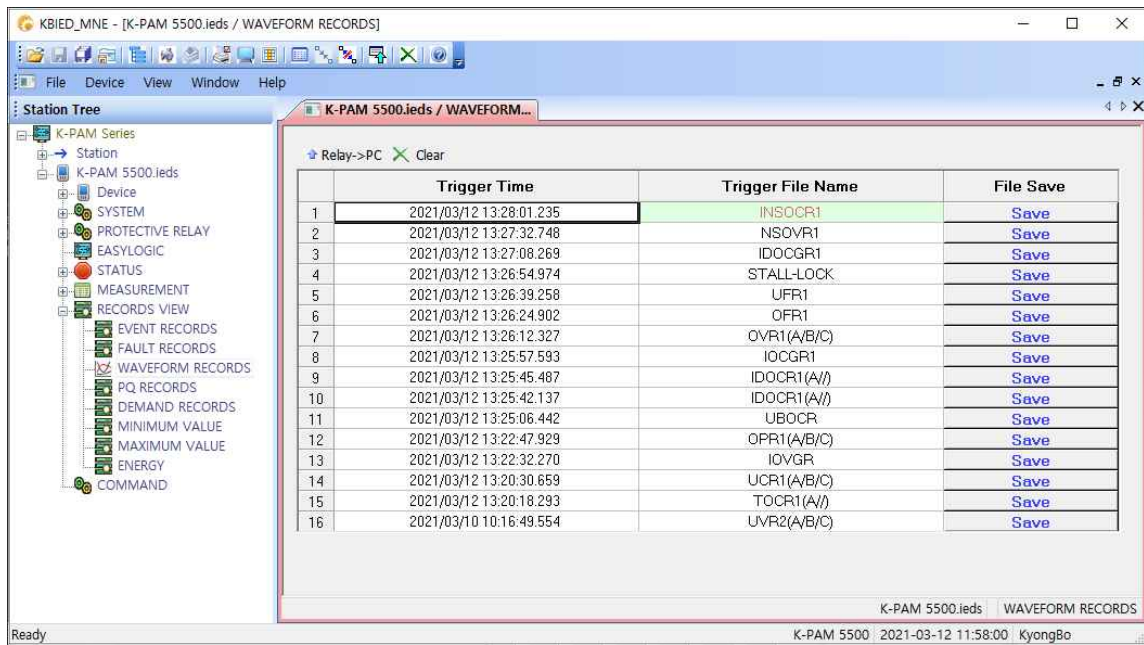 KBIED_MNE - [K-PAM 5500.ieds / WAVEFORM RECORDS]
File Device View Window Help
Station Tree
K-PAM Series
Station
K-PAM 5500.ieds
Device
SYSTEM
PROTECTIVE RELAY
EASYLOGIC
STATUS
MEASUREMENT
RECORDS VIEW
EVENT RECORDS
FAULT RECORDS
WAVEFORM RECORDS
PQ RECORDS
DEMAND RECORDS
MINIMUM VALUE
MAXIMUM VALUE
ENERGY
COMMAND
K-PAM 5500.ieds / WAVEFORM...
Relay->PC Clear
Trigger Time Trigger File Name File Save
1 2021/03/12 13:28:01.235 INSOCR1 Save
2 2021/03/12 13:27:32.748 NSOVR1 Save
3 2021/03/12 13:27:08.269 IDOCGR1 Save
4 2021/03/12 13:26:54.974 STALL-LOCK Save
5 2021/03/12 13:26:39.258 UFR1 Save
6 2021/03/12 13:26:24.902 OFR1 Save
7 2021/03/12 13:26:12.327 OVR1(A/B/C) Save
8 2021/03/12 13:25:57.593 IOCGR1 Save
9 2021/03/12 13:25:45.487 IDOCR1(A//) Save
10 2021/03/12 13:25:42.137 IDOCR1(A//) Save
11 2021/03/12 13:25:06.442 UBOCR Save
12 2021/03/12 13:22:47.929 OPR1(A/B/C) Save
13 2021/03/12 13:22:32.270 IOVGR Save
14 2021/03/12 13:20:30.659 UCR1(A/B/C) Save
15 2021/03/12 13:20:18.293 TOCR1(A//) Save
16 2021/03/10 10:16:49.554 UVR2(A/B/C) Save
K-PAM 5500.ieds WAVEFORM RECORDS
Ready K-PAM 5500 2021-03-12 11:58:00 KyongBo